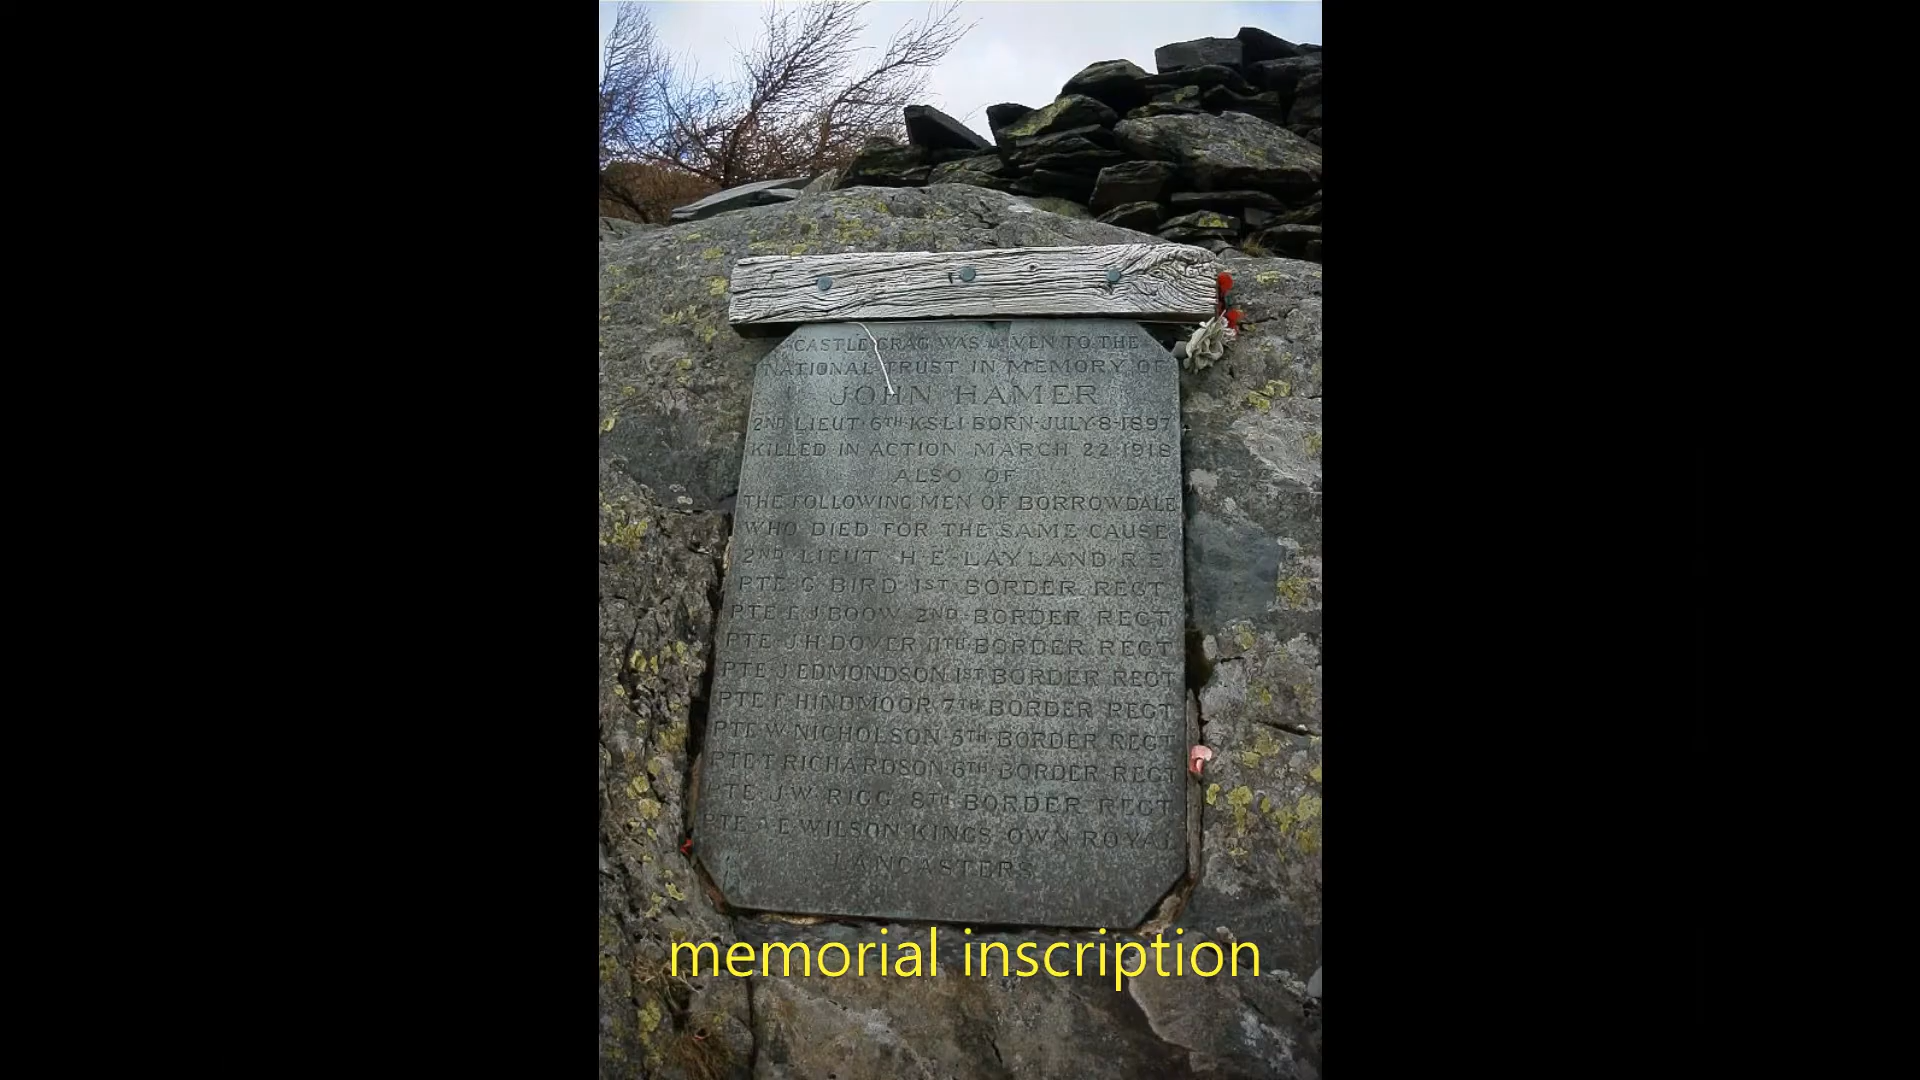 CASTLE CRAG WAS GIVEN TO THE
NATIONAL TRUST IN MEMORY OF
JOHN HAMER
2ND LIEUT 6TH KSLI BORN JULY 8 1897
KILLED IN ACTION MARCH 22 1918
ALSO OF
THE FOLLOWING MEN OF BORROWDALE
WHO DIED FOR THE SAME CAUSE
2ND LIEUT H E LAYLAND R E
PTE G BIRD 1ST BORDER REGT
PTE F J BOOW 2ND BORDER REGT
PTE J H DOVER 11TH BORDER REGT
PTE J EDMONDSON 1ST BORDER REGT
PTE F HINDMOOR 7TH BORDER REGT
PTE W NICHOLSON 5TH BORDER REGT
PTE T RICHARDSON 6TH BORDER REGT
PTE J W RIGG 8TH BORDER REGT
PTE E WILSON KINGS OWN ROYAL
LANCASTERS
memorial inscription